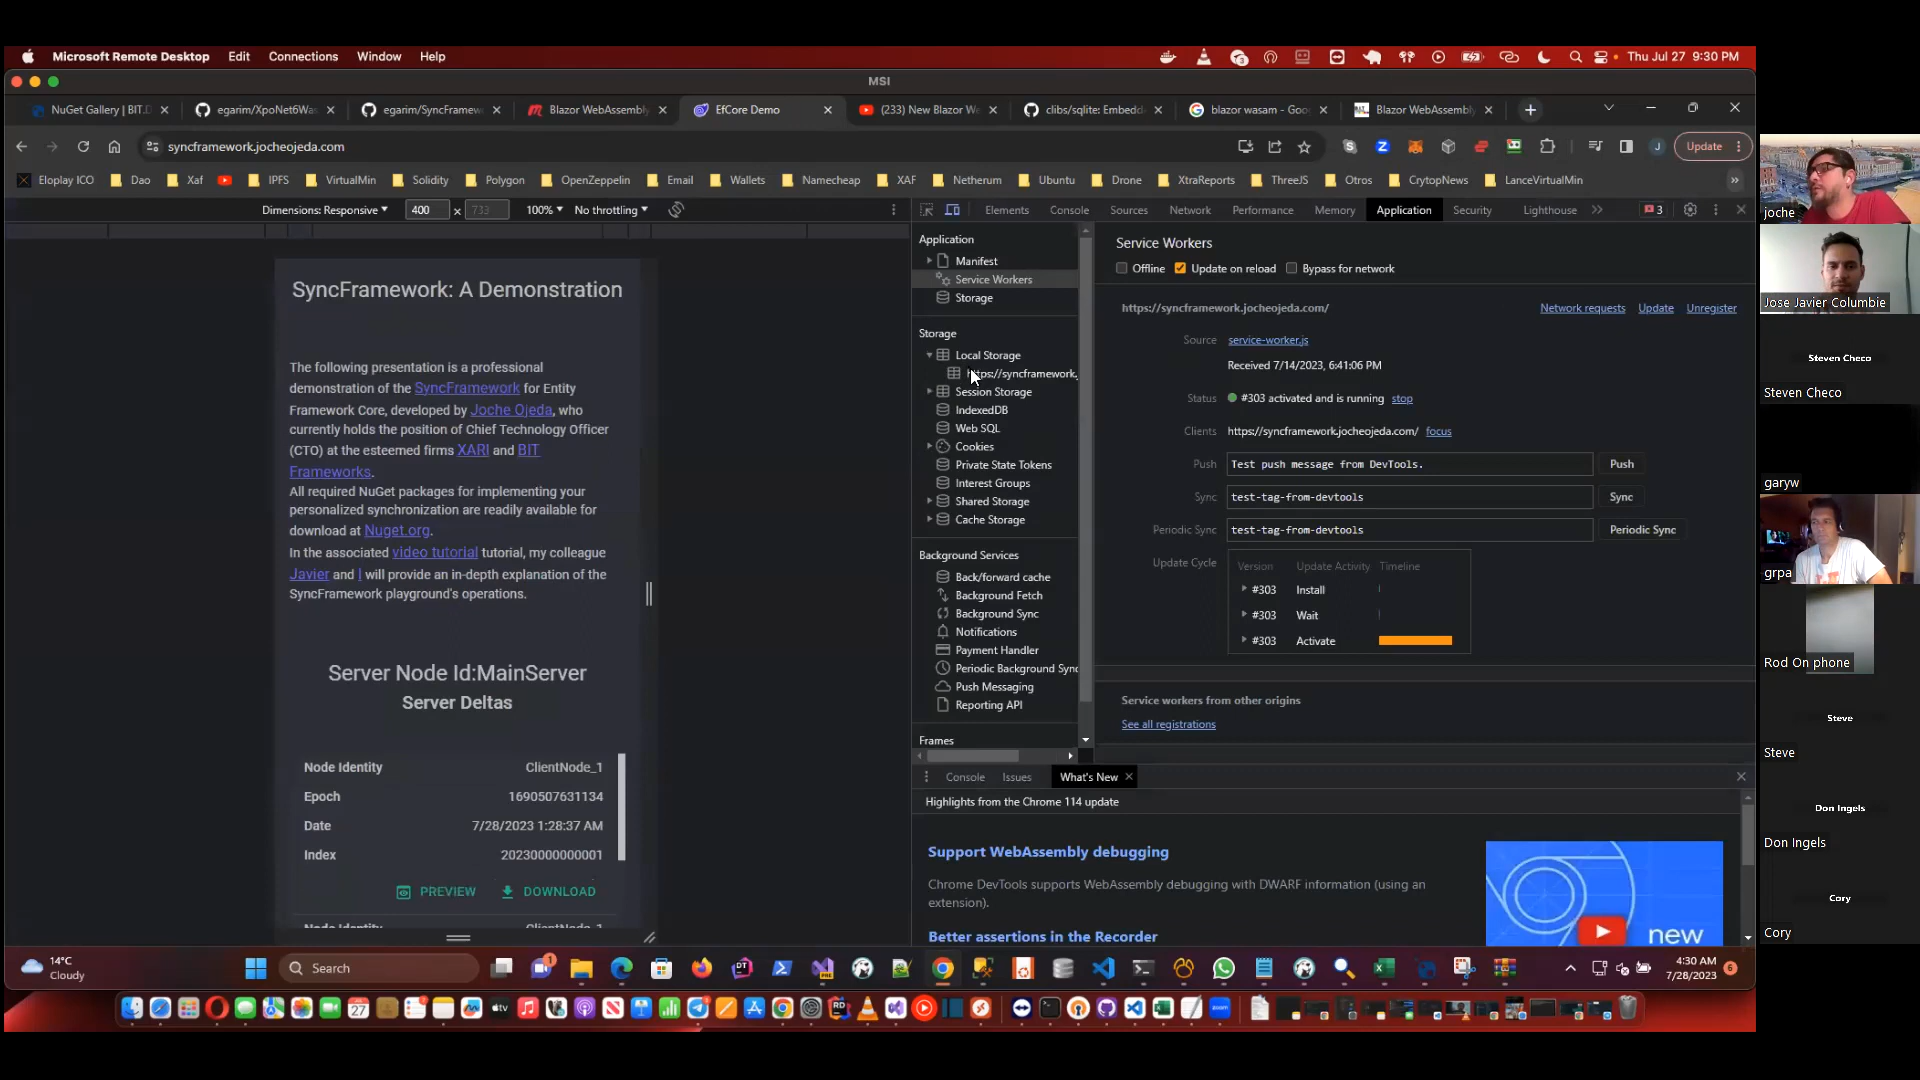 Microsoft Remote Desktop Edit Connections Window Help
Thu Jul 27 9:30 PM
MSI
NuGet Gallery | BIT.D
egarim/XpoNet6Wa
egarim/SyncFramew
Blazor WebAssembly
EfCore Demo
(233) New Blazor We
clibs/sqlite: Embedd
blazor wasam - Goo
Blazor WebAssembly
syncframework.jocheojeda.com
Update
Eloplay ICO Dao Xaf IPFS VirtualMin Solidity Polygon OpenZeppelin Email Wallets Namecheap XAF Netherum Ubuntu Drone XtraReports ThreeJS Otros CrytopNews LanceVirtualMin
Dimensions: Responsive 400 x 733 100% No throttling
Elements Console Sources Network Performance Memory Application Security Lighthouse 3
SyncFramework: A Demonstration
The following presentation is a professional
demonstration of the SyncFramework for Entity
Framework Core, developed by Joche Ojeda, who
currently holds the position of Chief Technology Officer
(CTO) at the esteemed firms XARI and BIT
Frameworks.
All required NuGet packages for implementing your
personalized synchronization are readily available for
download at Nuget.org.
In the associated video tutorial tutorial, my colleague
Javier and I will provide an in-depth explanation of the
SyncFramework playground's operations.
Server Node Id:MainServer
Server Deltas
Node Identity ClientNode_1
Epoch 1690507631134
Date 7/28/2023 1:28:37 AM
Index 20230000000001
PREVIEW DOWNLOAD
Node Identity ClientNode_1
Application
Manifest
Service Workers
Storage
Storage
Local Storage
https://syncframework.
Session Storage
IndexedDB
Web SQL
Cookies
Private State Tokens
Interest Groups
Shared Storage
Cache Storage
Background Services
Back/forward cache
Background Fetch
Background Sync
Notifications
Payment Handler
Periodic Background Sync
Push Messaging
Reporting API
Frames
Service Workers
Offline Update on reload Bypass for network
https://syncframework.jocheojeda.com/ Network requests Update Unregister
Source service-worker.js
Received 7/14/2023, 6:41:06 PM
Status #303 activated and is running stop
Clients https://syncframework.jocheojeda.com/ focus
Push Test push message from DevTools. Push
Sync test-tag-from-devtools Sync
Periodic Sync test-tag-from-devtools Periodic Sync
Update Cycle Version Update Activity Timeline
#303 Install
#303 Wait
#303 Activate
Service workers from other origins
See all registrations
Console Issues What's New
Highlights from the Chrome 114 update
Support WebAssembly debugging
Chrome DevTools supports WebAssembly debugging with DWARF information (using an
extension).
Better assertions in the Recorder
new
14°C
Cloudy
Search
4:30 AM
7/28/2023
6
joche
Jose Javier Columbie
Steven Checo
Steven Checo
garyw
grpa
Rod On phone
Steve
Steve
Don Ingels
Don Ingels
Cory
Cory